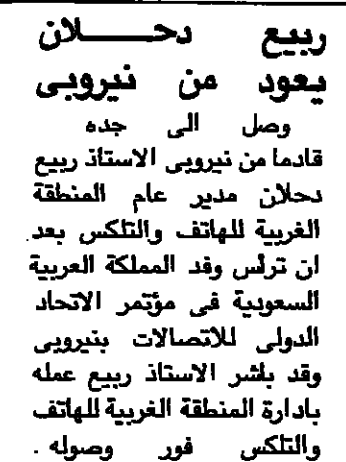 ربيع دحـــلان
يعود من نيروبى
وصل الى جده
قادما من نيروبى الاستاذ ربيع
دحلان مدير عام المنطقة
الغربية للهاتف والتلكس بعد
ان ترأس وفد المملكة العربية
السعودية فى مؤتمر الاتحاد
الدولى للاتصالات بنيروبى
وقد باشر الاستاذ ربيع عمله
بادارة المنطقة الغربية للهاتف
والتلكس فور وصوله .